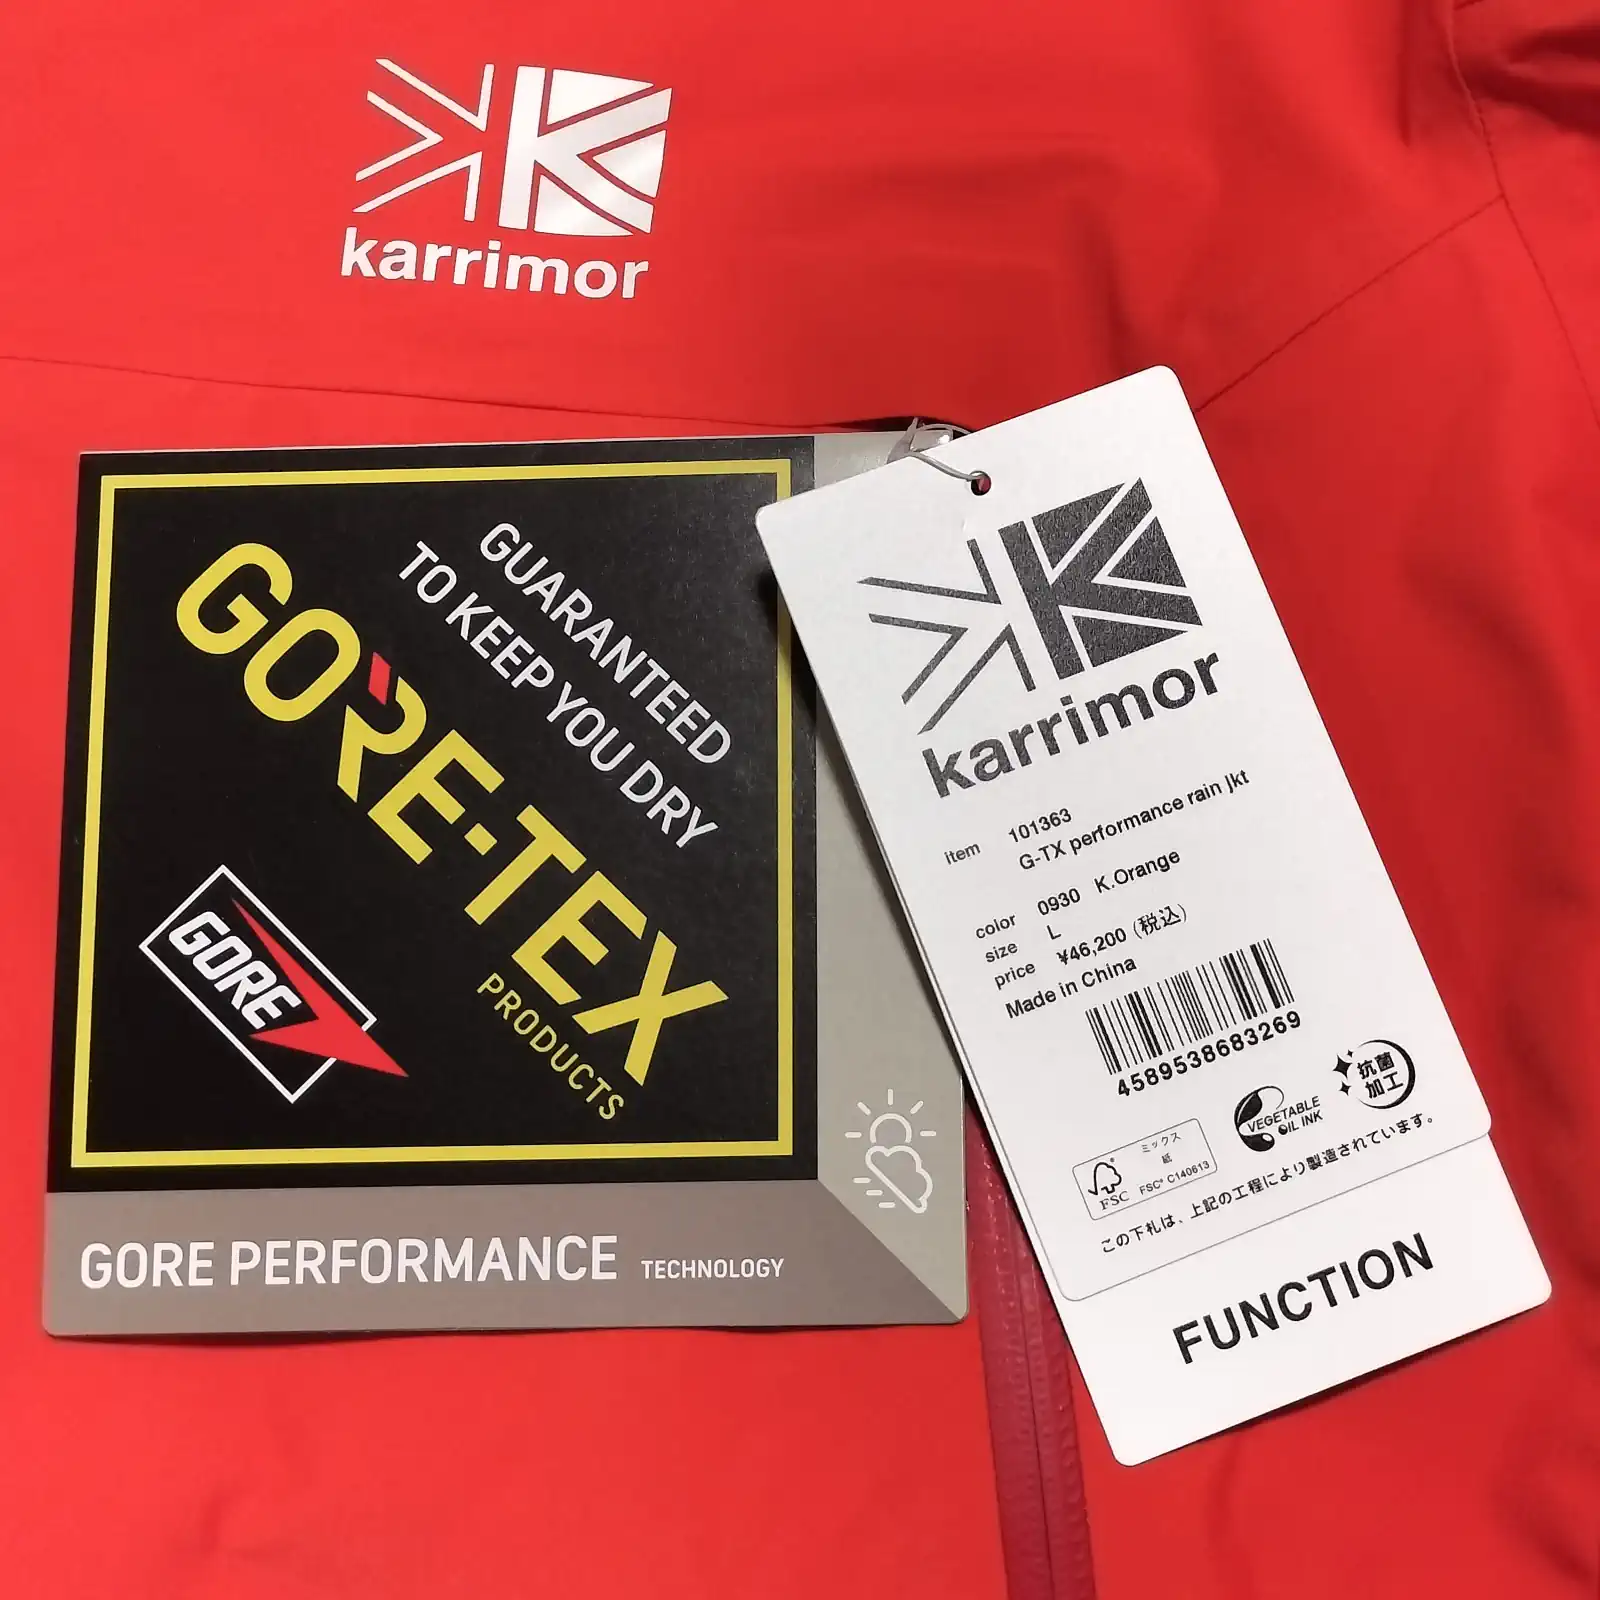 karrimor
GUARANTEED
TO KEEP YOU DRY
GORE-TEX
PRODUCTS
GORE
GORE PERFORMANCE TECHNOLOGY
karrimor
item 101363
G-TX performance rain jkt
color 0930 K.Orange
size L
price ¥46,200 (税込)
Made in China
4589538683269
抗菌
加工
VEGETABLE
OIL INK
ミックス
紙
FSC
FSC® C140613
この下札は、上記の工程により製造されています。
FUNCTION